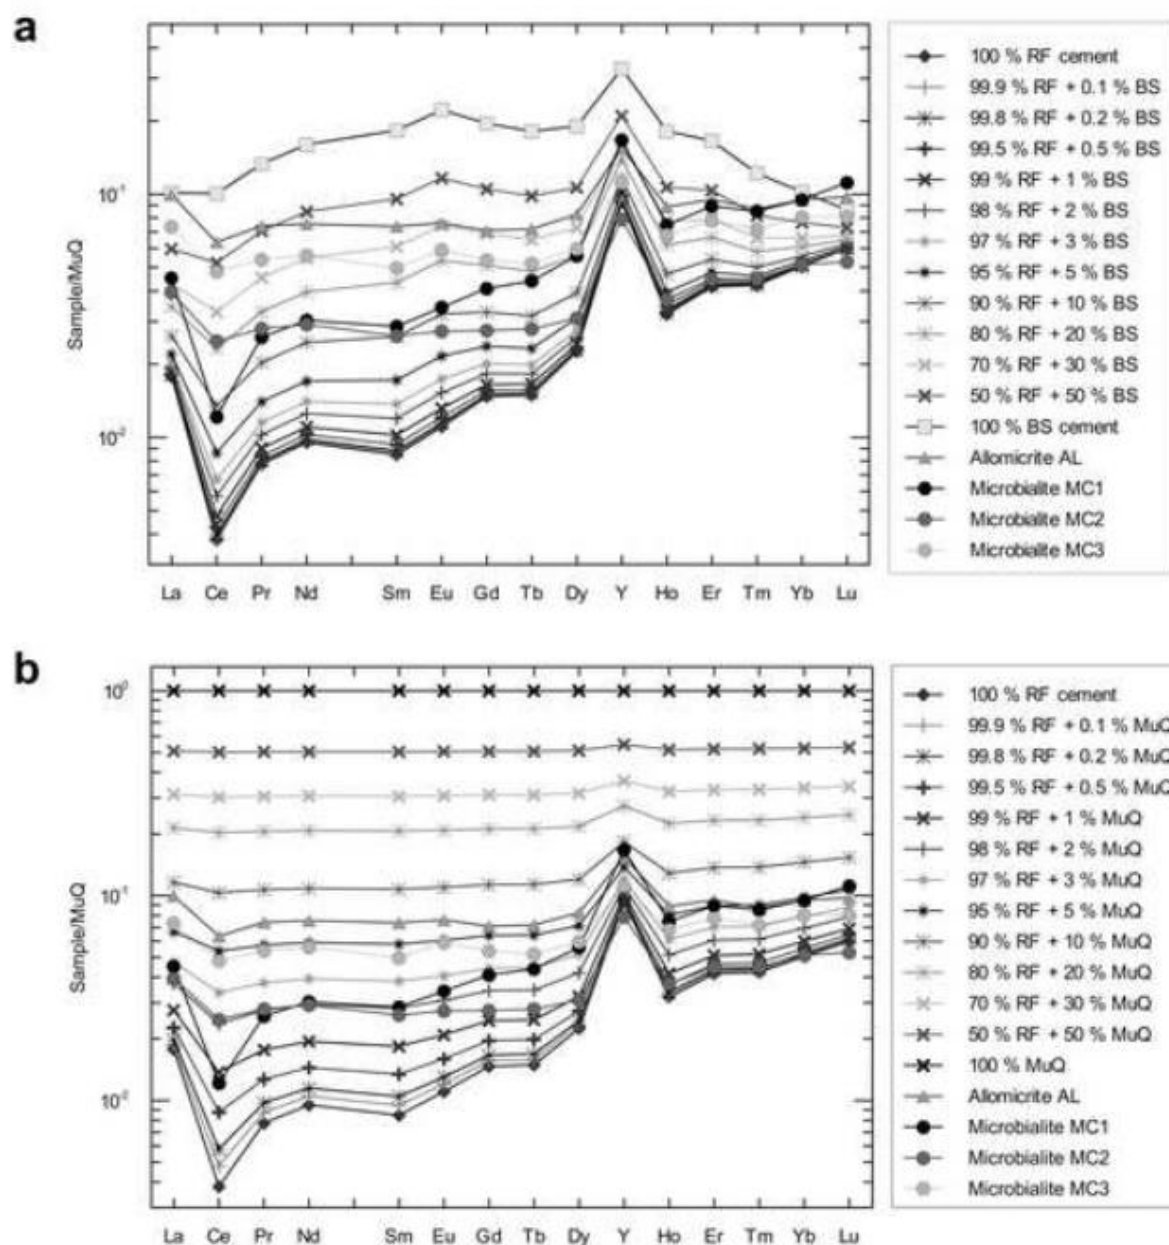 a
10⁻¹
10⁻²
Sample/MuQ
La Ce Pr Nd Sm Eu Gd Tb Dy Y Ho Er Tm Yb Lu
100 % RF cement
99.9 % RF + 0.1 % BS
99.8 % RF + 0.2 % BS
99.5 % RF + 0.5 % BS
99 % RF + 1 % BS
98 % RF + 2 % BS
97 % RF + 3 % BS
95 % RF + 5 % BS
90 % RF + 10 % BS
80 % RF + 20 % BS
70 % RF + 30 % BS
50 % RF + 50 % BS
100 % BS cement
Allomicrite AL
Microbialite MC1
Microbialite MC2
Microbialite MC3
b
10⁰
10⁻¹
10⁻²
Sample/MuQ
La Ce Pr Nd Sm Eu Gd Tb Dy Y Ho Er Tm Yb Lu
100 % RF cement
99.9 % RF + 0.1 % MuQ
99.8 % RF + 0.2 % MuQ
99.5 % RF + 0.5 % MuQ
99 % RF + 1 % MuQ
98 % RF + 2 % MuQ
97 % RF + 3 % MuQ
95 % RF + 5 % MuQ
90 % RF + 10 % MuQ
80 % RF + 20 % MuQ
70 % RF + 30 % MuQ
50 % RF + 50 % MuQ
100 % MuQ
Allomicrite AL
Microbialite MC1
Microbialite MC2
Microbialite MC3